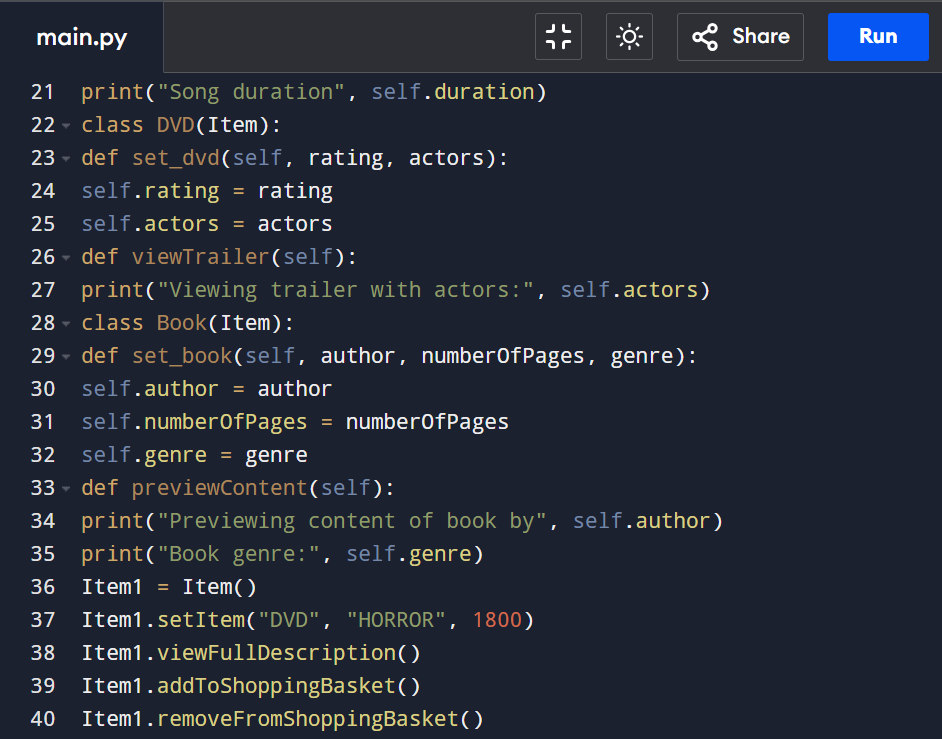 main.py Share Run
21 print("Song duration", self.duration)
22 class DVD(Item):
23 def set_dvd(self, rating, actors):
24 self.rating = rating
25 self.actors = actors
26 def viewTrailer(self):
27 print("Viewing trailer with actors:", self.actors)
28 class Book(Item):
29 def set_book(self, author, numberOfPages, genre):
30 self.author = author
31 self.numberOfPages = numberOfPages
32 self.genre = genre
33 def previewContent(self):
34 print("Previewing content of book by", self.author)
35 print("Book genre:", self.genre)
36 Item1 = Item()
37 Item1.setItem("DVD", "HORROR", 1800)
38 Item1.viewFullDescription()
39 Item1.addToShoppingBasket()
40 Item1.removeFromShoppingBasket()